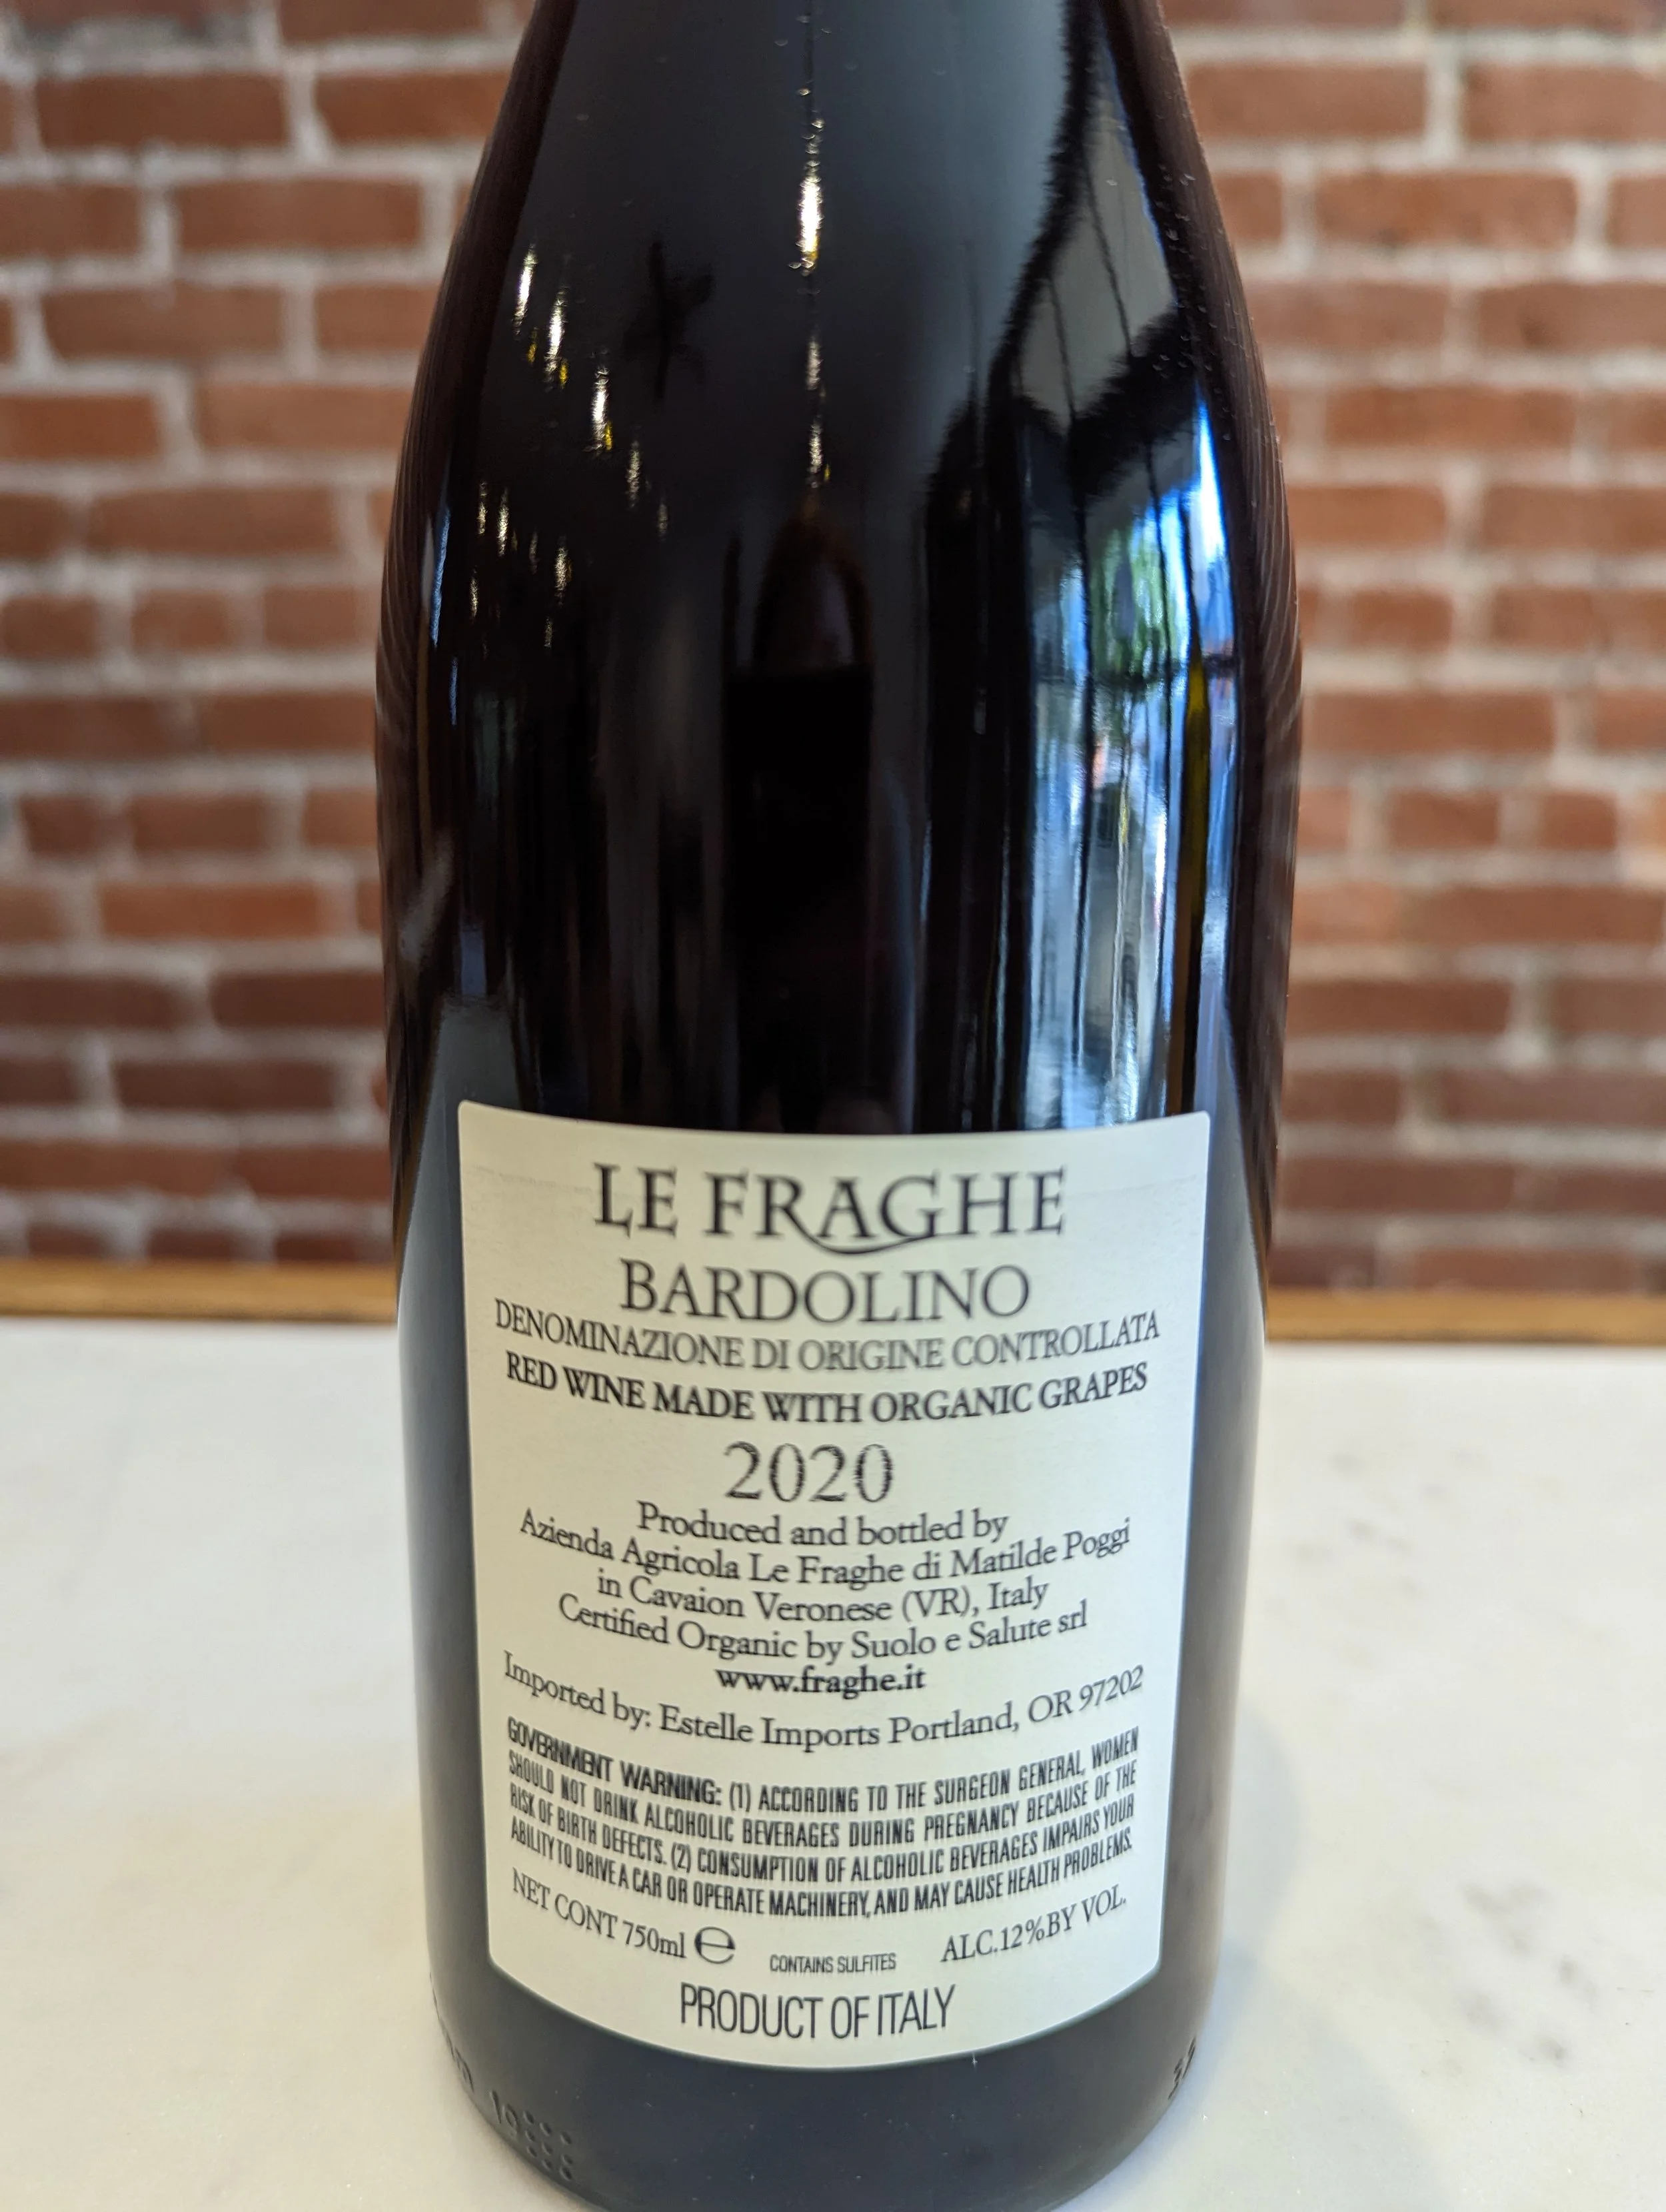 LE FRAGHE
BARDOLINO
DENOMINAZIONE DI ORIGINE CONTROLLATA
RED WINE MADE WITH ORGANIC GRAPES
2020
Produced and bottled by
Azienda Agricola Le Fraghe di Matilde Poggi
in Cavaion Veronese (VR), Italy
Certified Organic by Suolo e Salute srl
www.fraghe.it
Imported by: Estelle Imports Portland, OR 97202
GOVERNMENT WARNING: (1) ACCORDING TO THE SURGEON GENERAL, WOMEN
SHOULD NOT DRINK ALCOHOLIC BEVERAGES DURING PREGNANCY BECAUSE OF THE
RISK OF BIRTH DEFECTS. (2) CONSUMPTION OF ALCOHOLIC BEVERAGES IMPAIRS YOUR
ABILITY TO DRIVE A CAR OR OPERATE MACHINERY, AND MAY CAUSE HEALTH PROBLEMS.
NET CONT 750ml ℮ CONTAINS SULFITES ALC.12%BY VOL.
PRODUCT OF ITALY